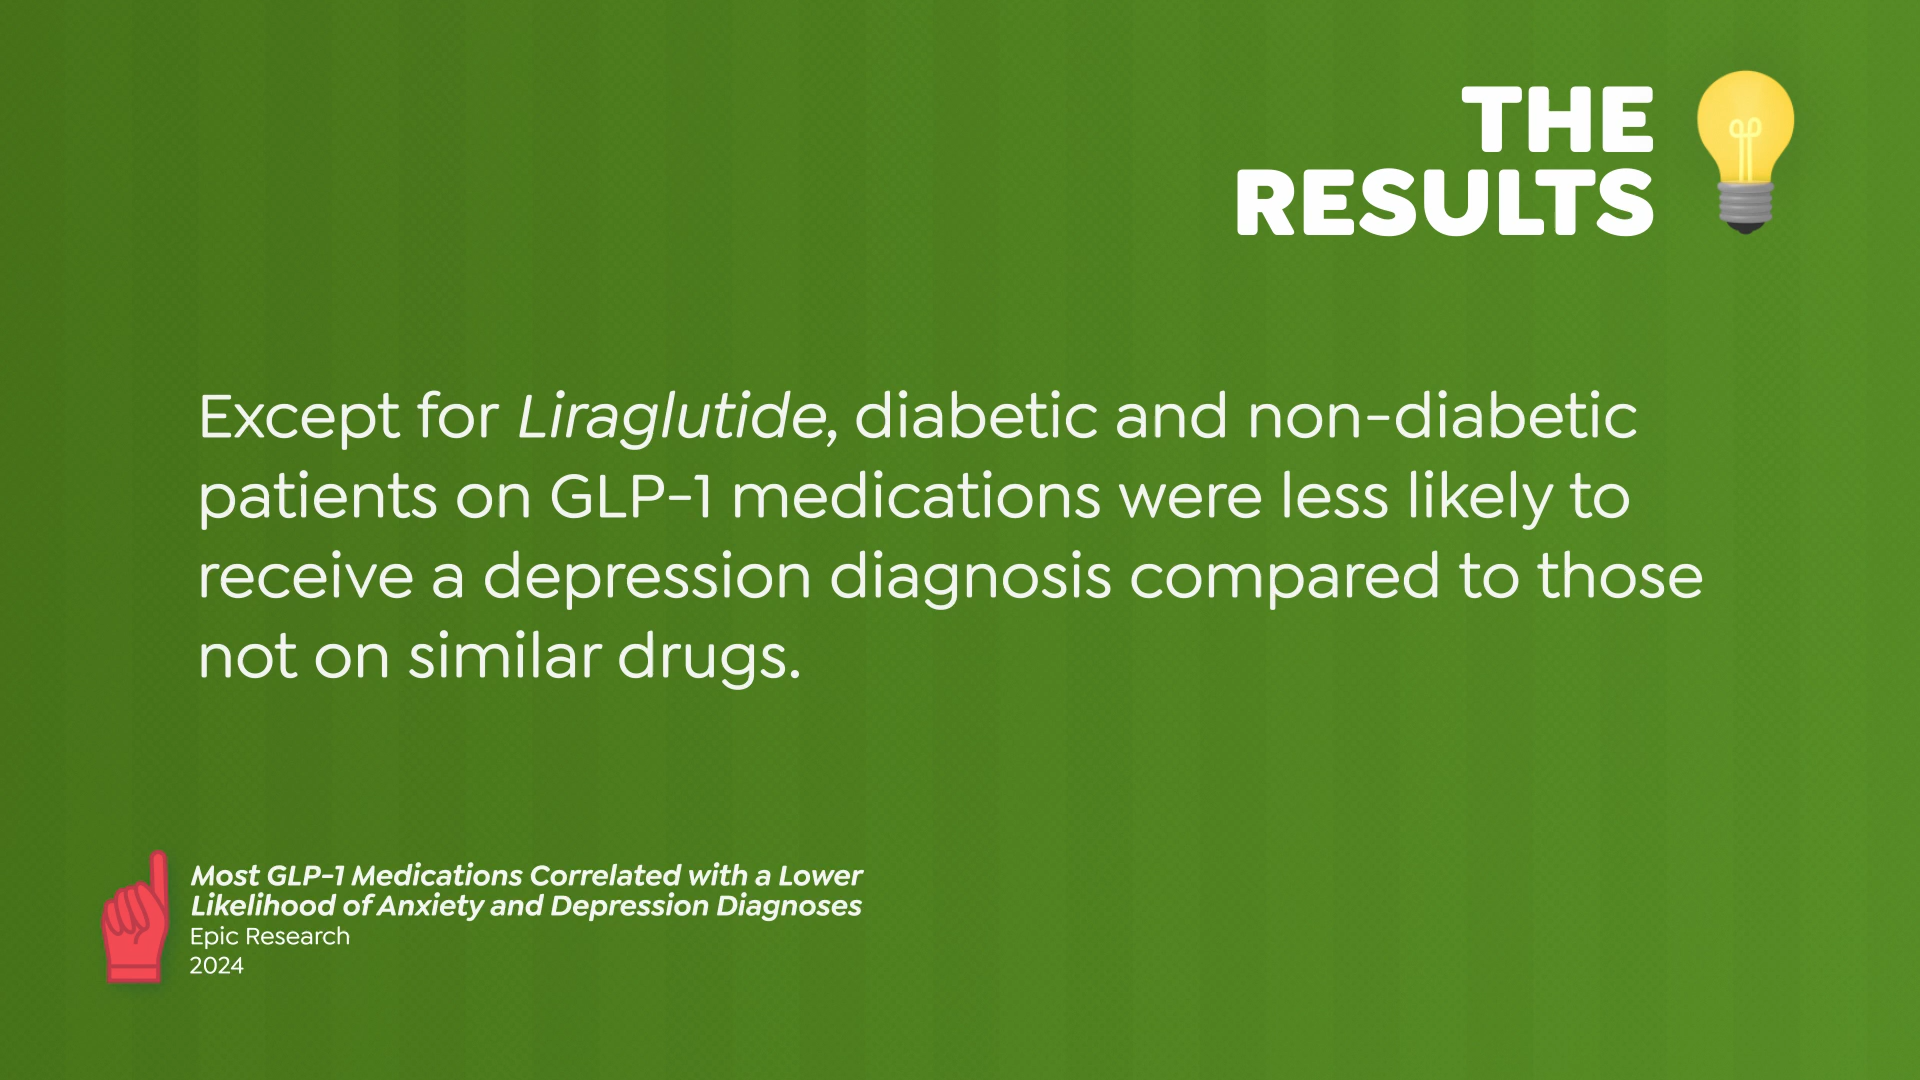 THE
RESULTS
Except for Liraglutide, diabetic and non-diabetic
patients on GLP-1 medications were less likely to
receive a depression diagnosis compared to those
not on similar drugs.
Most GLP-1 Medications Correlated with a Lower
Likelihood of Anxiety and Depression Diagnoses
Epic Research
2024